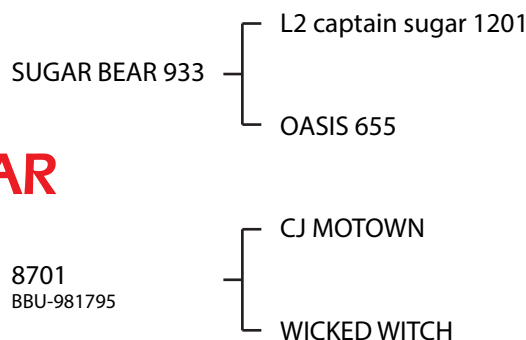 L2 captain sugar 1201
SUGAR BEAR 933
OASIS 655
AR
CJ MOTOWN
8701
BBU-981795
WICKED WITCH